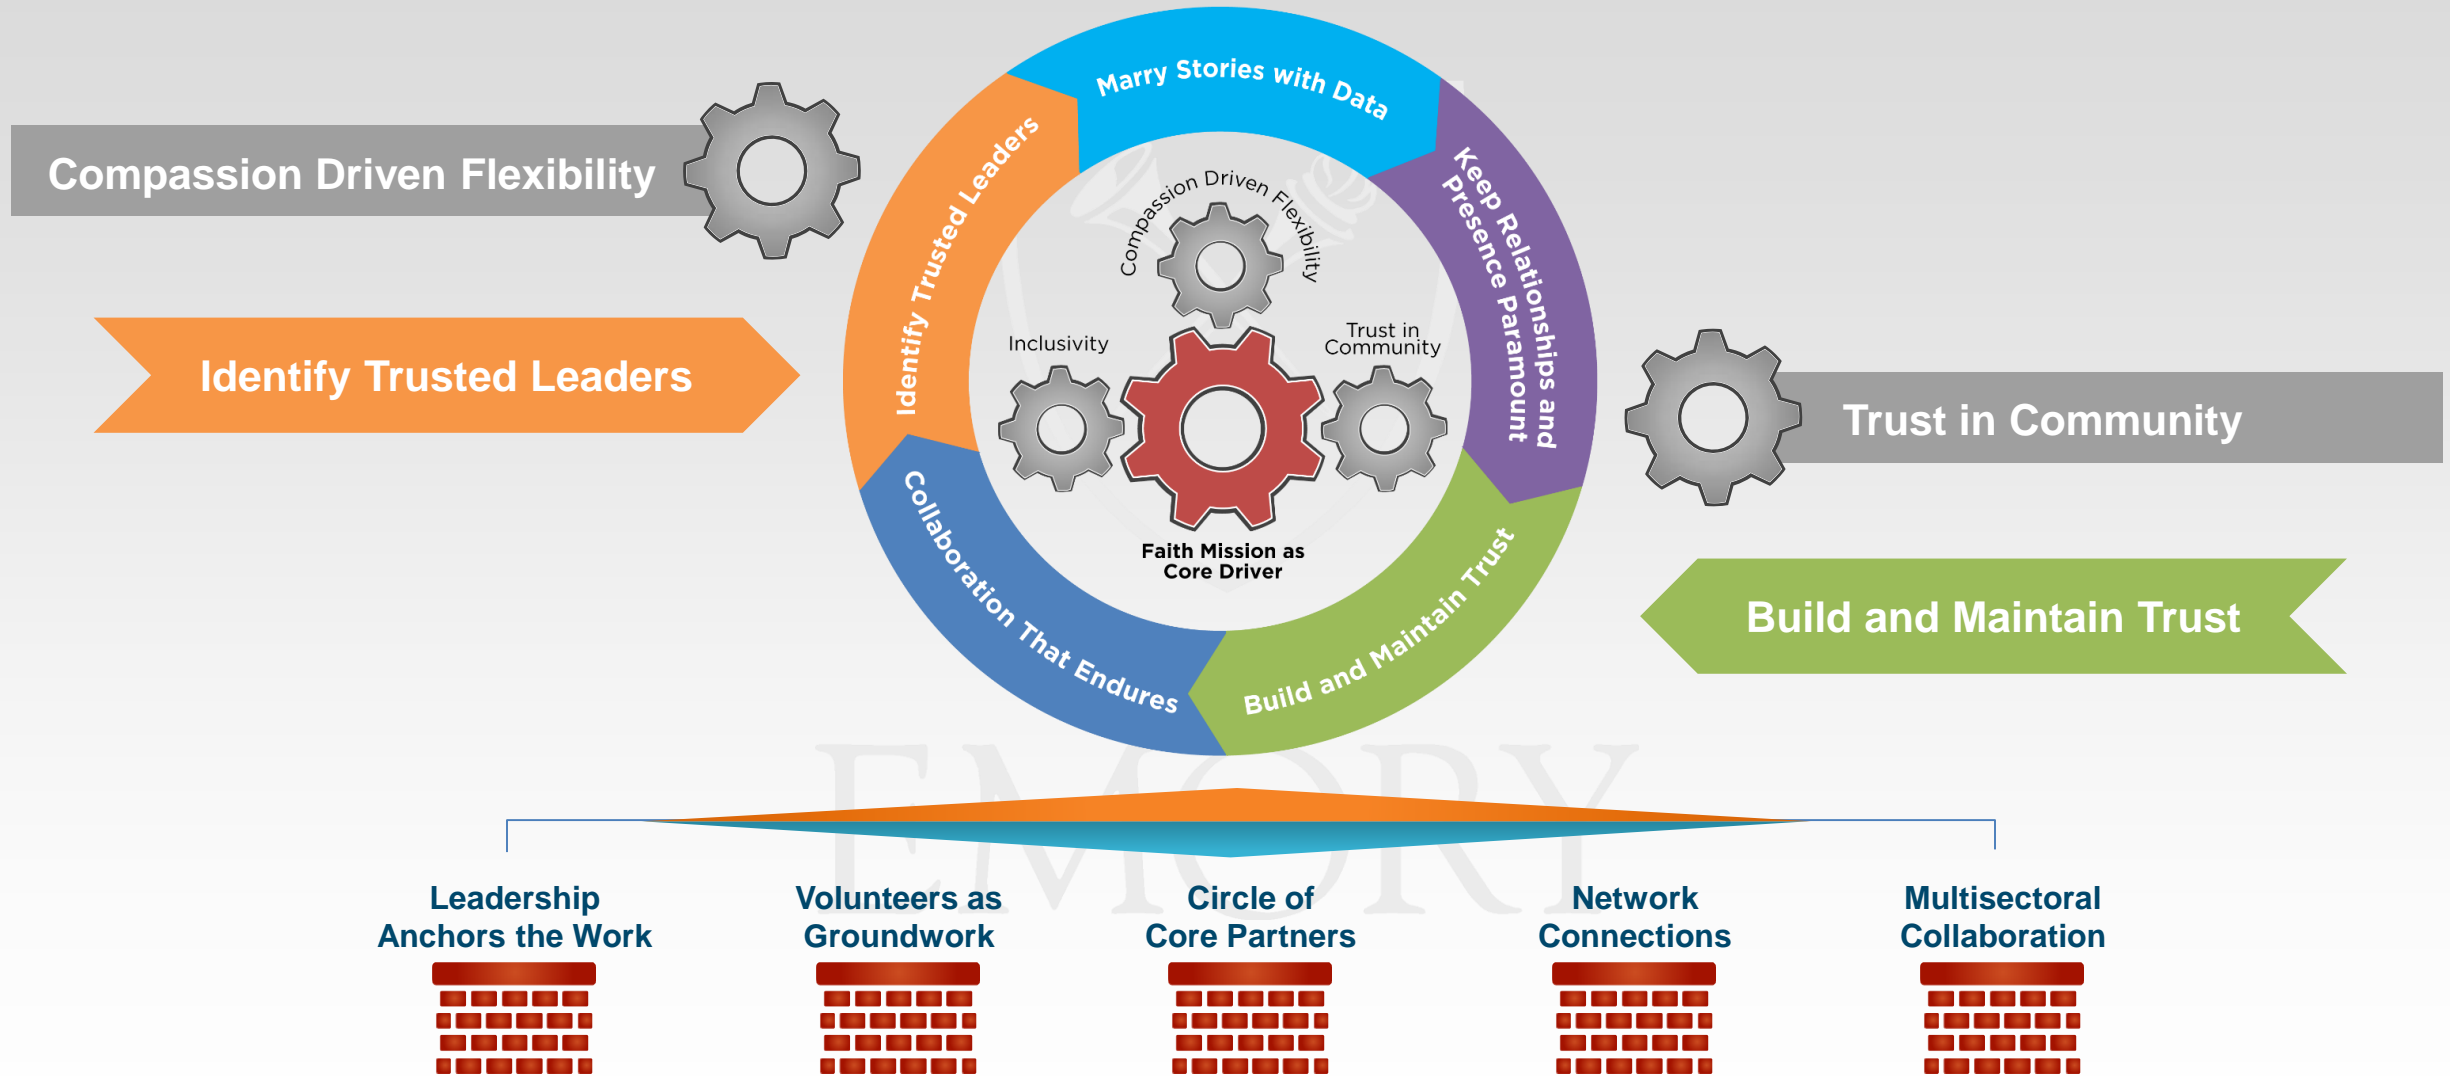 Marry Stories with Data
Compassion Driven Flexibility
Identify Trusted Leaders
Keep Relationships and
Presence Paramount
Compassion Driven Flexibility
Inclusivity
Trust in
Community
Identify Trusted Leaders
Trust in Community
Faith Mission as
Core Driver
Collaboration That Endures
Build and Maintain Trust
Build and Maintain Trust
EMORY
Leadership
Anchors the Work
Volunteers as
Groundwork
Circle of
Core Partners
Network
Connections
Multisectoral
Collaboration